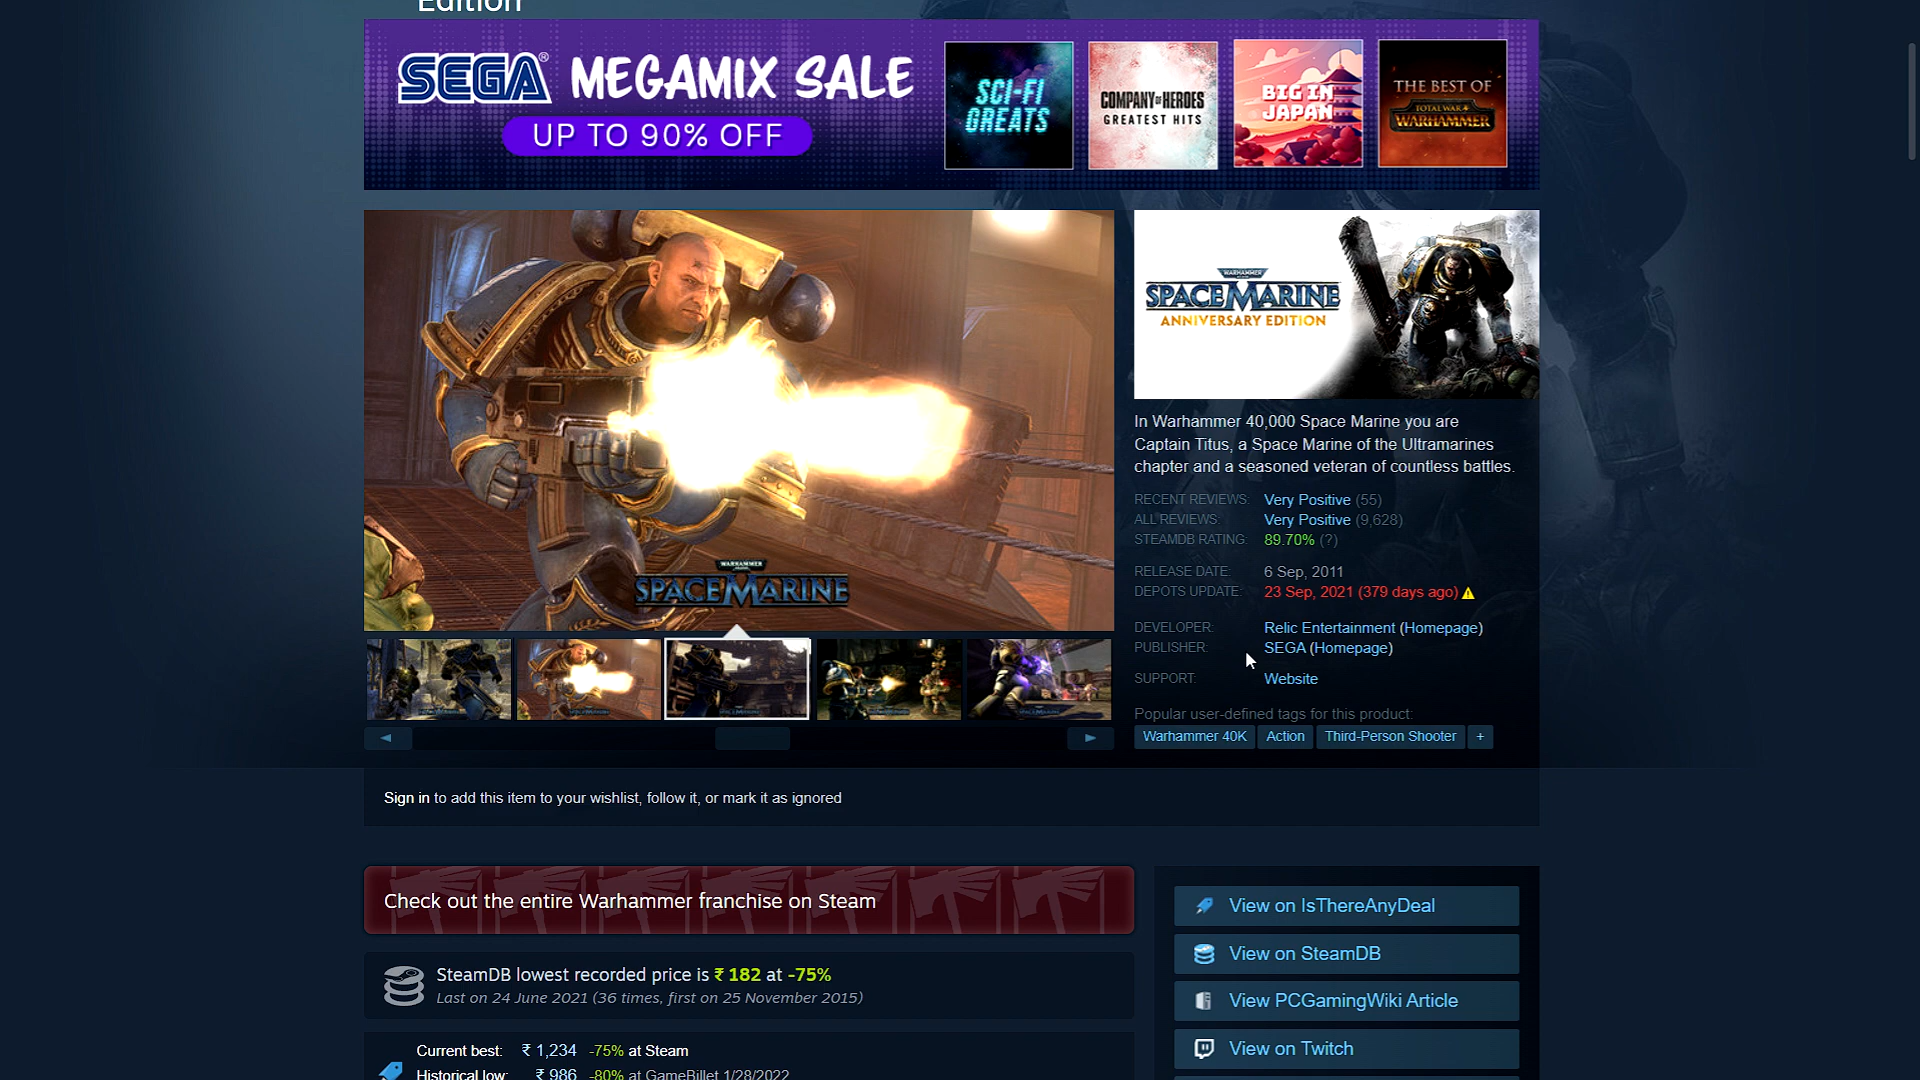 Edition
SEGA® MEGAMIX SALE
UP TO 90% OFF
SCI-FI
GREATS
COMPANY OF HEROES
GREATEST HITS
BIG IN
JAPAN
THE BEST OF
TOTAL WAR
WARHAMMER
WARHAMMER
SPACE MARINE
ANNIVERSARY EDITION
WARHAMMER
SPACE MARINE
In Warhammer 40,000 Space Marine you are
Captain Titus, a Space Marine of the Ultramarines
chapter and a seasoned veteran of countless battles.
RECENT REVIEWS: Very Positive (55)
ALL REVIEWS: Very Positive (9,628)
STEAMDB RATING: 89.70% (?)
RELEASE DATE: 6 Sep, 2011
DEPOTS UPDATE: 23 Sep, 2021 (379 days ago)
DEVELOPER: Relic Entertainment (Homepage)
PUBLISHER: SEGA (Homepage)
SUPPORT: Website
Popular user-defined tags for this product:
Warhammer 40K Action Third-Person Shooter +
Sign in to add this item to your wishlist, follow it, or mark it as ignored
Check out the entire Warhammer franchise on Steam
SteamDB lowest recorded price is ₹ 182 at -75%
Last on 24 June 2021 (36 times, first on 25 November 2015)
Current best: ₹ 1,234 -75% at Steam
Historical low: ₹ 986 -80% at GameBillet 1/28/2022
View on IsThereAnyDeal
View on SteamDB
View PCGamingWiki Article
View on Twitch